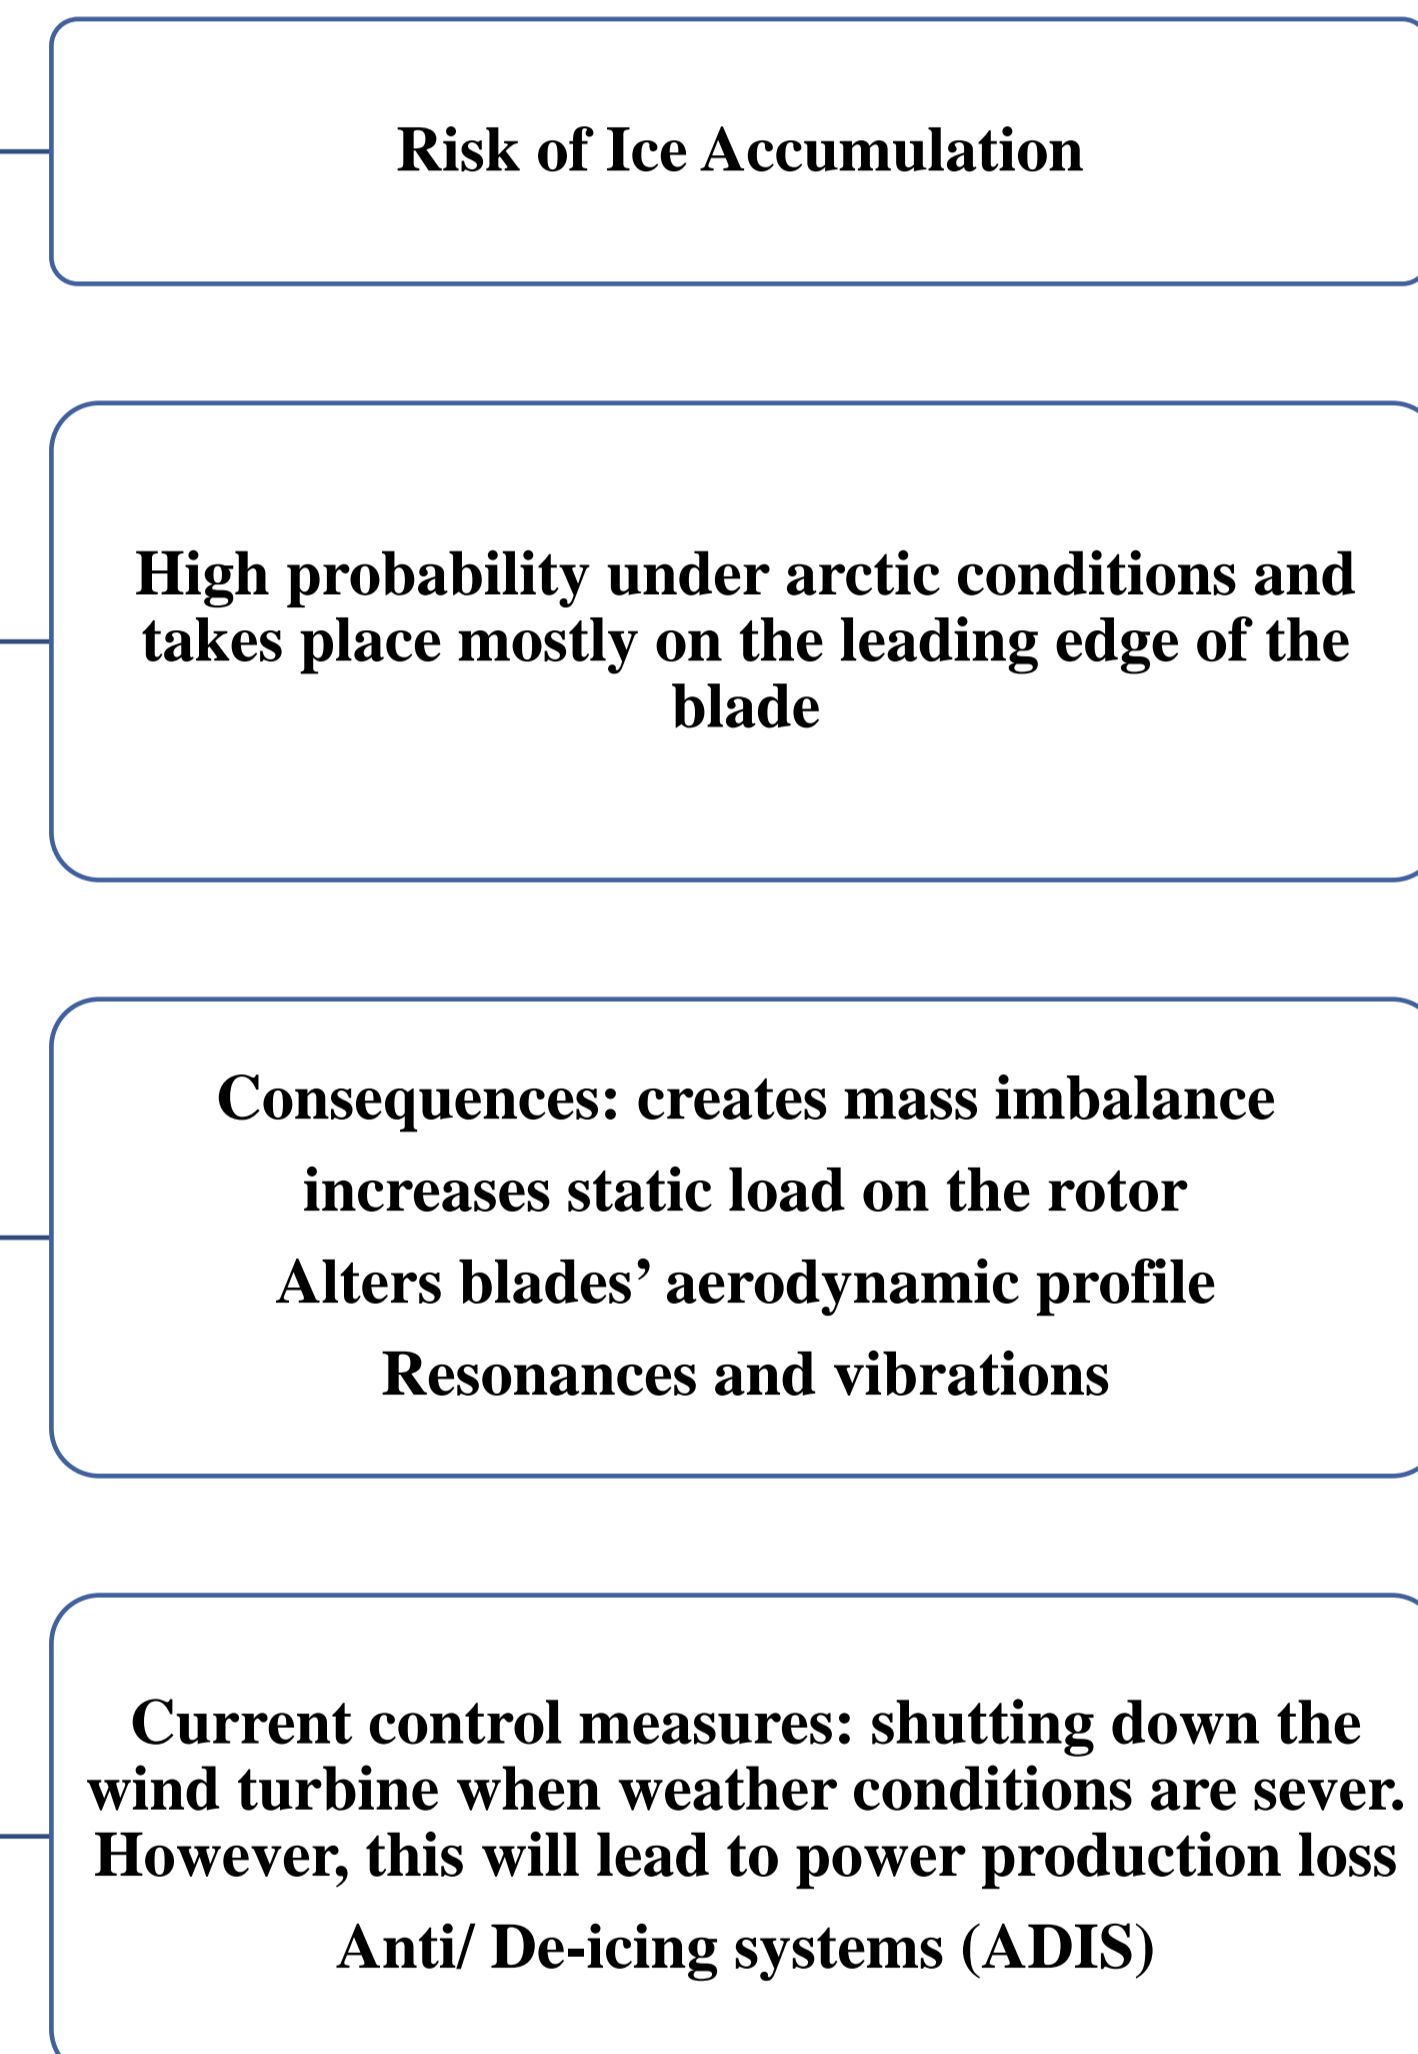 Risk of Ice Accumulation
High probability under arctic conditions and
takes place mostly on the leading edge of the
blade
Consequences: creates mass imbalance
increases static load on the rotor
Alters blades’ aerodynamic profile
Resonances and vibrations
Current control measures: shutting down the
wind turbine when weather conditions are sever.
However, this will lead to power production loss
Anti/ De-icing systems (ADIS)